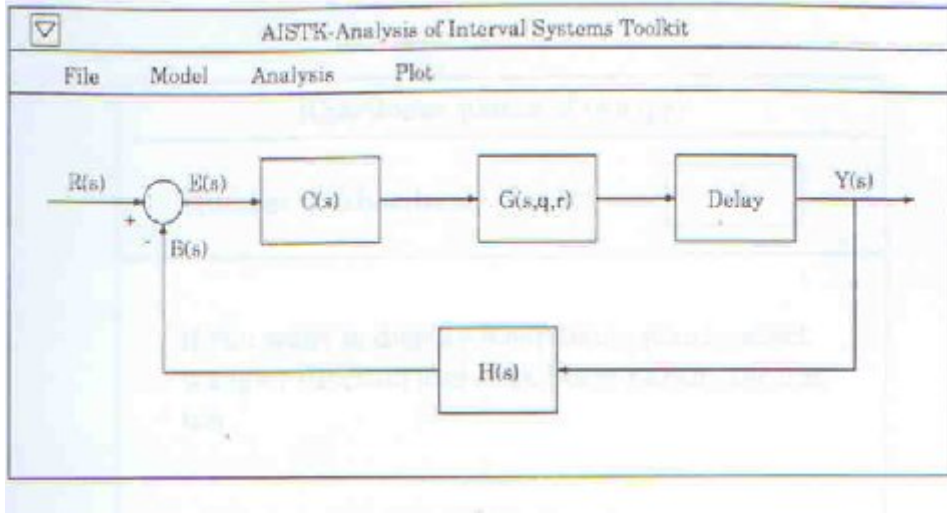 AISTK-Analysis of Interval Systems Toolkit
File Model Analysis Plot
R(s) + - E(s) C(s) G(s,q,r) Delay Y(s)
B(s)
H(s)